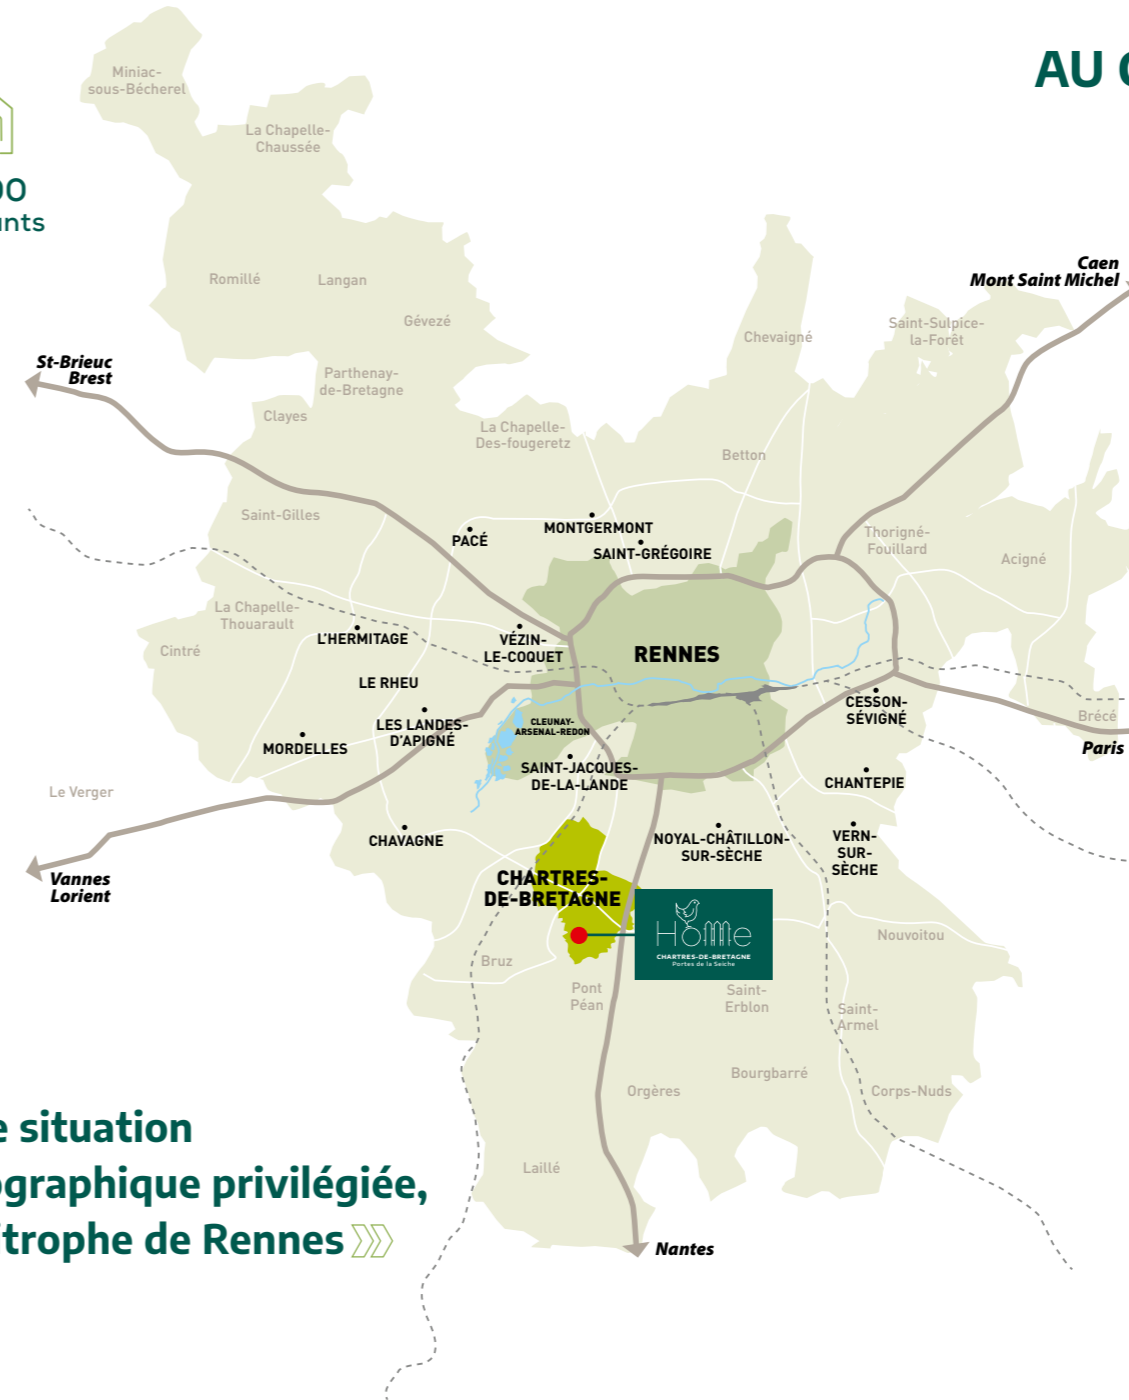 AU
Miniac-
sous-Bécherel
La Chapelle-
Chaussée
Romillé
Langan
Gévezé
Caen
Mont Saint Michel
Chevaigné
Saint-Sulpice-
la-Forêt
St-Brieuc
Brest
Parthenay-
de-Bretagne
Clayes
La Chapelle-
Des-fougeretz
Betton
Saint-Gilles
PACÉ
MONTGERMONT
SAINT-GRÉGOIRE
Thorigné-
Fouillard
Acigné
La Chapelle-
Thouarault
Cintré
L'HERMITAGE
VÉZIN-
LE-COQUET
RENNES
LE RHEU
LES LANDES-
D'APIGNÉ
CLEUNAY-
ARSENAL-REDON
CESSON-
SÉVIGNÉ
Brécé
Paris
MORDELLES
SAINT-JACQUES-
DE-LA-LANDE
CHANTEPIE
Le Verger
CHAVAGNE
NOYAL-CHÂTILLON-
SUR-SÈCHE
VERN-
SUR-
SÈCHE
Vannes
Lorient
CHARTRES-
DE-BRETAGNE
Home
CHARTRES-DE-BRETAGNE
Portes de la Seiche
Nouvoitou
Bruz
Pont
Péan
Saint-
Erblon
Saint-
Armel
Bourgbarré
Orgères
Corps-Nuds
Laillé
Nantes
situation
ographique privilégiée,
trophe de Rennes